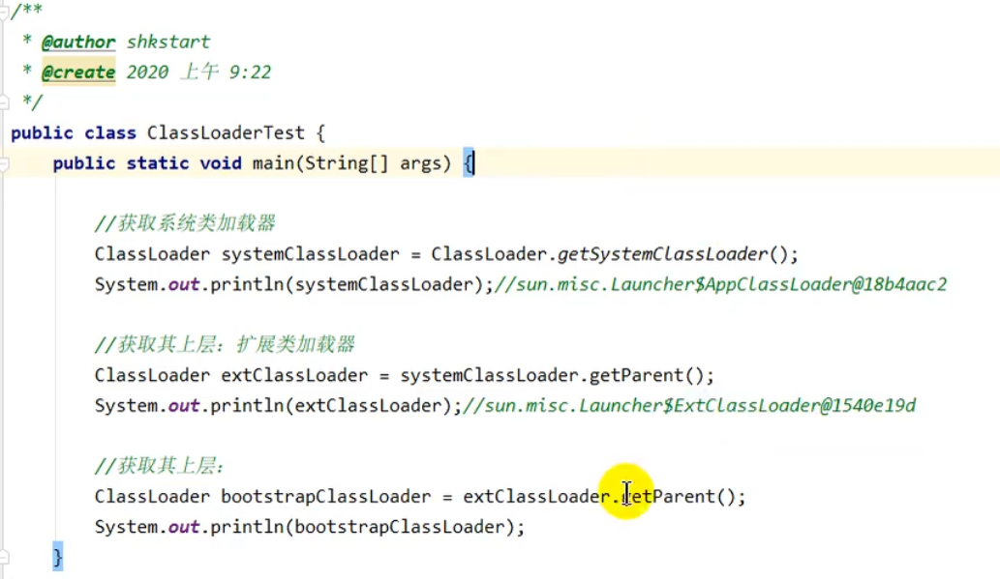 /**
* @author shkstart
* @create 2020 上午 9:22
*/
public class ClassLoaderTest {
public static void main(String[] args) {
//获取系统类加载器
ClassLoader systemClassLoader = ClassLoader.getSystemClassLoader();
System.out.println(systemClassLoader);//sun.misc.Launcher$AppClassLoader@18b4aac2
//获取其上层：扩展类加载器
ClassLoader extClassLoader = systemClassLoader.getParent();
System.out.println(extClassLoader);//sun.misc.Launcher$ExtClassLoader@1540e19d
//获取其上层：
ClassLoader bootstrapClassLoader = extClassLoader.getParent();
System.out.println(bootstrapClassLoader);
}